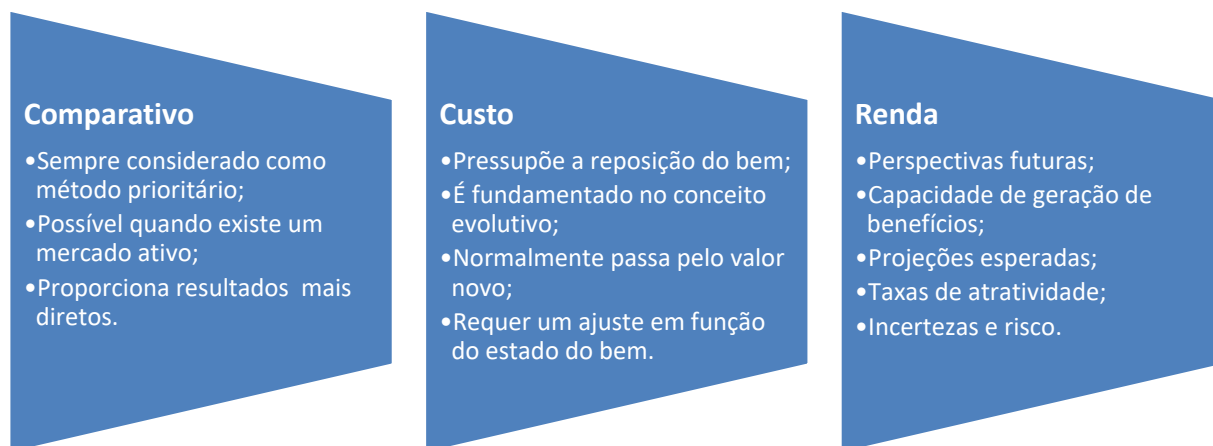 Comparativo
•Sempre considerado como
método prioritário;
•Possível quando existe um
mercado ativo;
•Proporciona resultados mais
diretos.
Custo
•Pressupõe a reposição do bem;
•É fundamentado no conceito
evolutivo;
•Normalmente passa pelo valor
novo;
•Requer um ajuste em função
do estado do bem.
Renda
•Perspectivas futuras;
•Capacidade de geração de
benefícios;
•Projeções esperadas;
•Taxas de atratividade;
•Incertezas e risco.